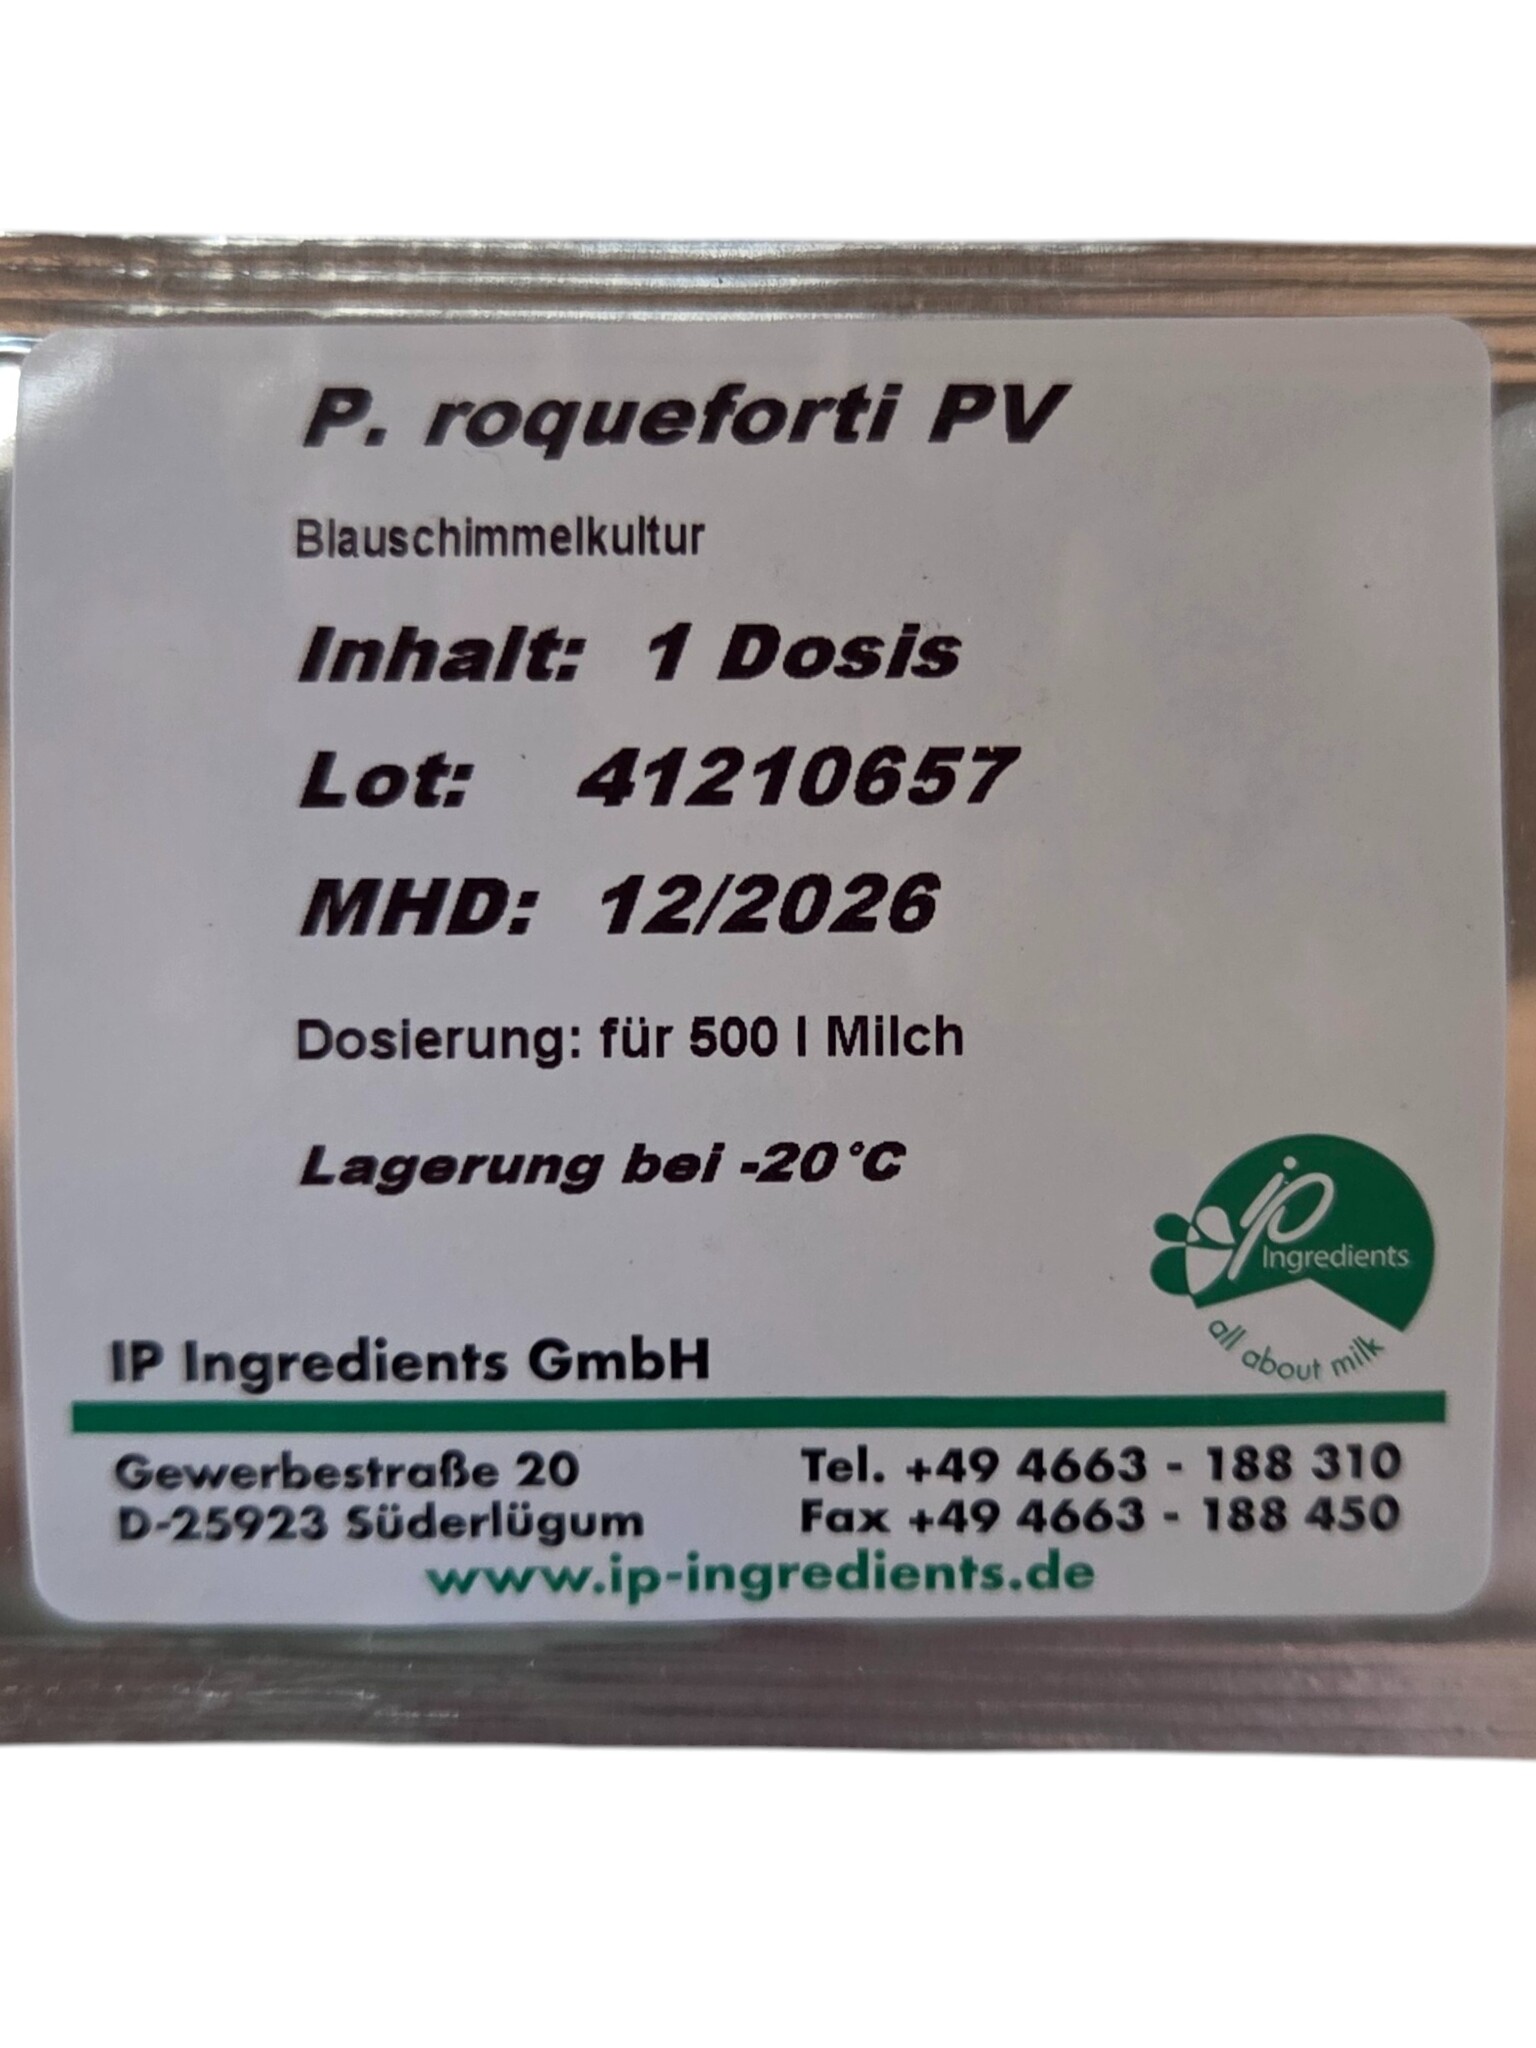 P. roqueforti PV
Blauschimmelkultur
Inhalt: 1 Dosis
Lot: 41210657
MHD: 12/2026
Dosierung: für 500 l Milch
Lagerung bei -20°C
ip
Ingredients
all about milk
IP Ingredients GmbH
Gewerbestraße 20
D-25923 Süderlügum
Tel. +49 4663 - 188 310
Fax +49 4663 - 188 450
www.ip-ingredients.de